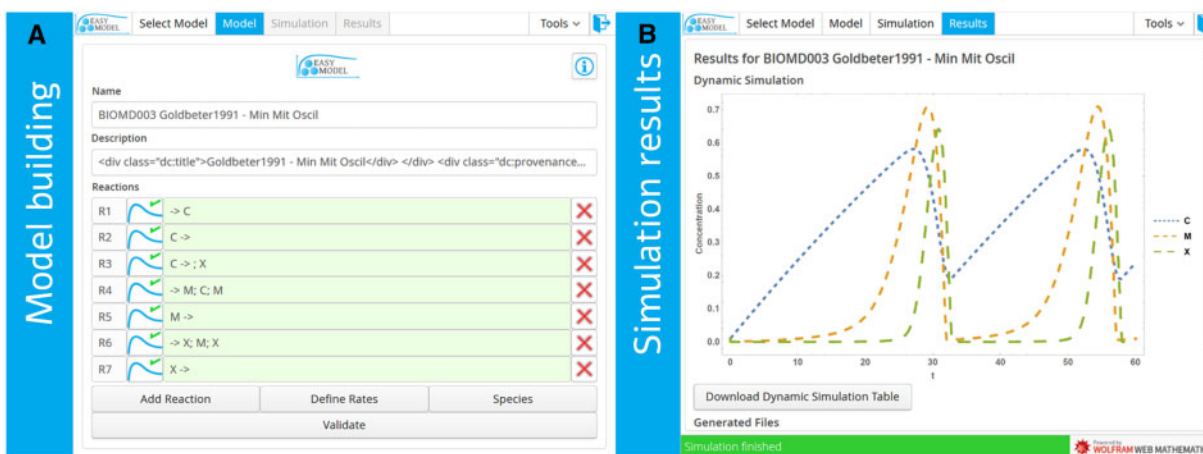 A
Model building
EASY MODEL Select Model Model Simulation Results Tools
EASY
MODEL
Name
BIOMD003 Goldbeter1991 - Min Mit Oscil
Description
<div class="dc:title">Goldbeter1991 - Min Mit Oscil</div> </div> <div class="dc:provenance...
Reactions
R1 -> C
R2 C ->
R3 C -> ; X
R4 -> M; C; M
R5 M ->
R6 -> X; M; X
R7 X ->
Add Reaction Define Rates Species
Validate
B
Simulation results
EASY MODEL Select Model Model Simulation Results Tools
Results for BIOMD003 Goldbeter1991 - Min Mit Oscil
Dynamic Simulation
Concentration
0.7
0.6
0.5
0.4
0.3
0.2
0.1
0.0
0 10 20 30 40 50 60
t
C
M
X
Download Dynamic Simulation Table
Generated Files
Simulation finished
Powered by
WOLFRAM WEB MATHEMATI